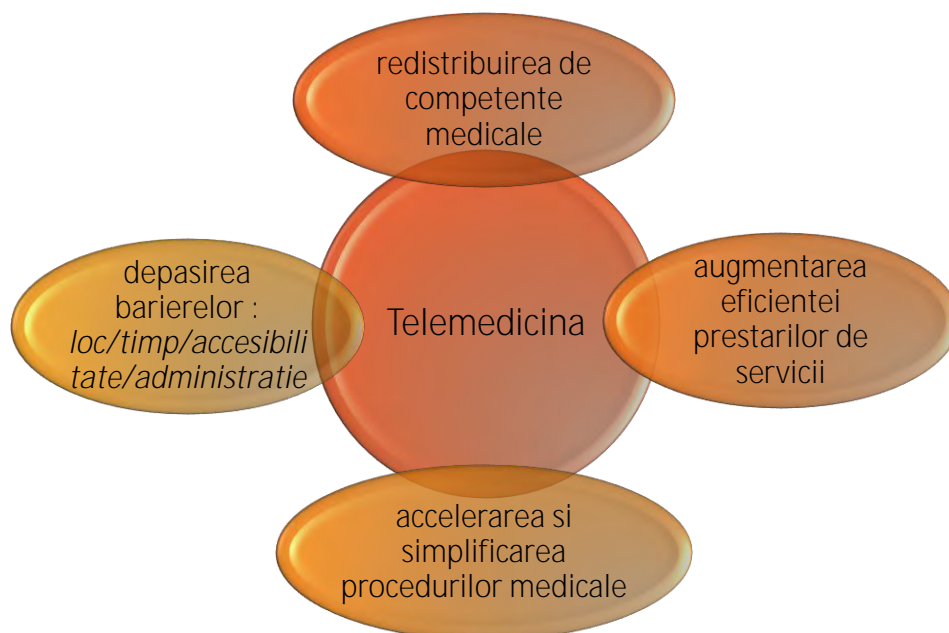 redistribuirea de
competente
medicale
depasirea
barierelor :
loc/timp/accesibili
tate/administratie
Telemedicina
augmentarea
eficientei
prestarilor de
servicii
accelerarea si
simplificarea
procedurilor medicale